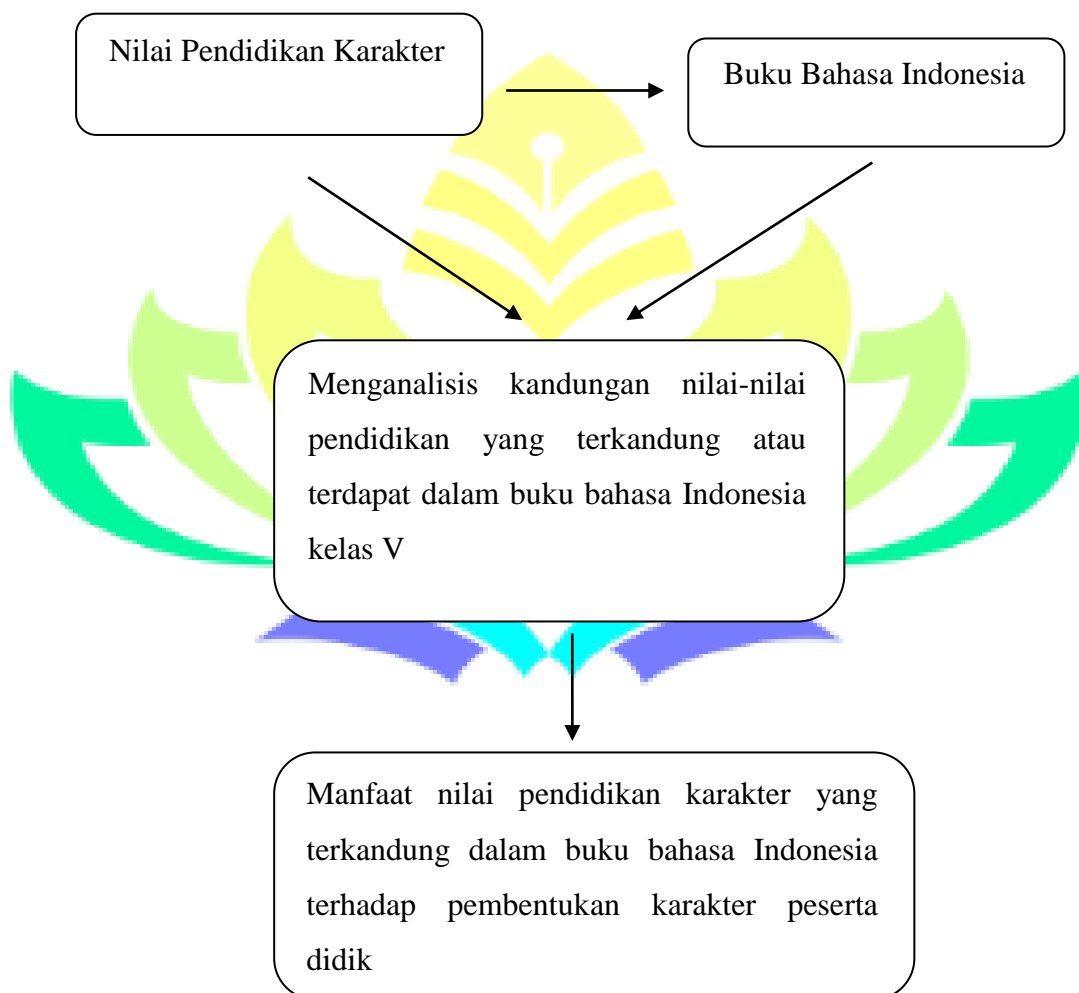 Nilai Pendidikan Karakter
Buku Bahasa Indonesia
Menganalisis kandungan nilai-nilai
pendidikan yang terkandung atau
terdapat dalam buku bahasa Indonesia
kelas V
Manfaat nilai pendidikan karakter yang
terkandung dalam buku bahasa Indonesia
terhadap pembentukan karakter peserta
didik